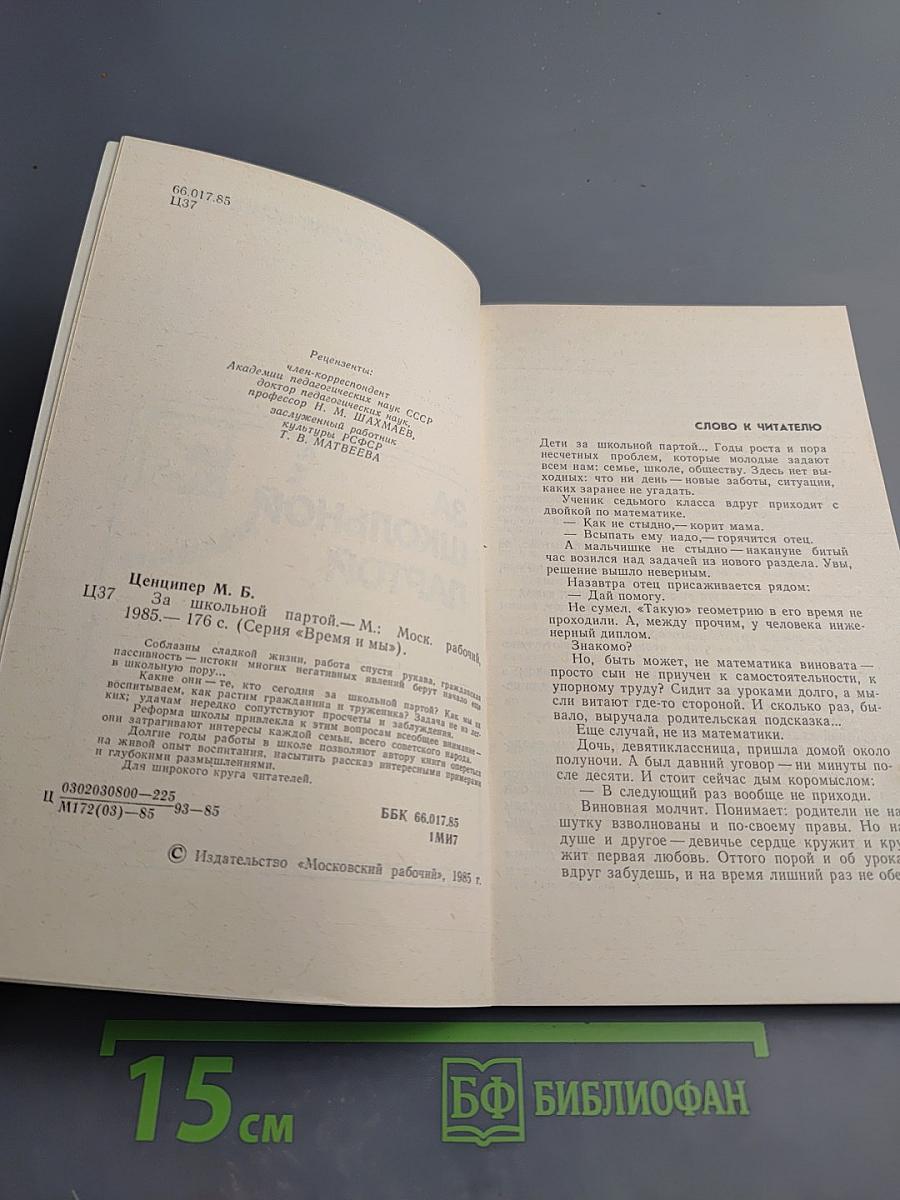 66.017.85
Ц37
Рецензенты:
член-корреспондент
Академии педагогических наук СССР
доктор педагогических наук,
профессор Н. М. ШАХМАЕВ,
заслуженный работник
культуры РСФСР
Т. В. МАТВЕЕВА
Ценципер М. Б.
Ц37 За школьной партой.— М.: Моск. рабочий,
1985.— 176 с. (Серия «Время и мы»).
Соблазны сладкой жизни, работа спустя рукава, гражданская
пассивность — истоки многих негативных явлений берут начало еще
в школьную пору...
Какие они — те, кто сегодня за школьной партой? Как мы их
воспитываем, как растим гражданина и труженика? Задача не из лег-
ких; удачам нередко сопутствуют просчеты и заблуждения.
Реформа школы привлекла к этим вопросам всеобщее внимание —
они затрагивают интересы каждой семьи, всего советского народа.
Долгие годы работы в школе позволяют автору книги опереться
на живой опыт воспитания, насытить рассказ интересными примерами
и глубокими размышлениями.
Для широкого круга читателей.
Ц 0302030800—225
М172(03)—85 93—85
ББК 66.017.85
1МИ7
© Издательство «Московский рабочий», 1985 г.
СЛОВО К ЧИТАТЕЛЮ
Дети за школьной партой... Годы роста и пора
несчетных проблем, которые молодые задают
всем нам: семье, школе, обществу. Здесь нет вы-
ходных: что ни день — новые заботы, ситуации,
каких заранее не угадать.
Ученик седьмого класса вдруг приходит с
двойкой по математике.
— Как не стыдно,— корит мама.
— Всыпать ему надо,— горячится отец.
А мальчишке не стыдно — накануне битый
час возился над задачей из нового раздела. Увы,
решение вышло неверным.
Назавтра отец присаживается рядом:
— Дай помогу.
Не сумел. «Такую» геометрию в его время не
проходили. А, между прочим, у человека инже-
нерный диплом.
Знакомо?
Но, быть может, не математика виновата —
просто сын не приучен к самостоятельности, к
упорному труду? Сидит за уроками долго, а мы-
сли витают где-то стороной. И сколько раз, бы-
вало, выручала родительская подсказка...
Еще случай, не из математики.
Дочь, девятиклассница, пришла домой около
полуночи. А был давний уговор — ни минуты по-
сле десяти. И стоит сейчас дым коромыслом:
— В следующий раз вообще не приходи.
Виновная молчит. Понимает: родители не на
шутку взволнованы и по-своему правы. Но на
душе и другое — девичье сердце кружит и кру
жит первая любовь. Оттого порой и об урока
вдруг забудешь, и на время лишний раз не обе
15 см
БФ БИБЛИОФАН